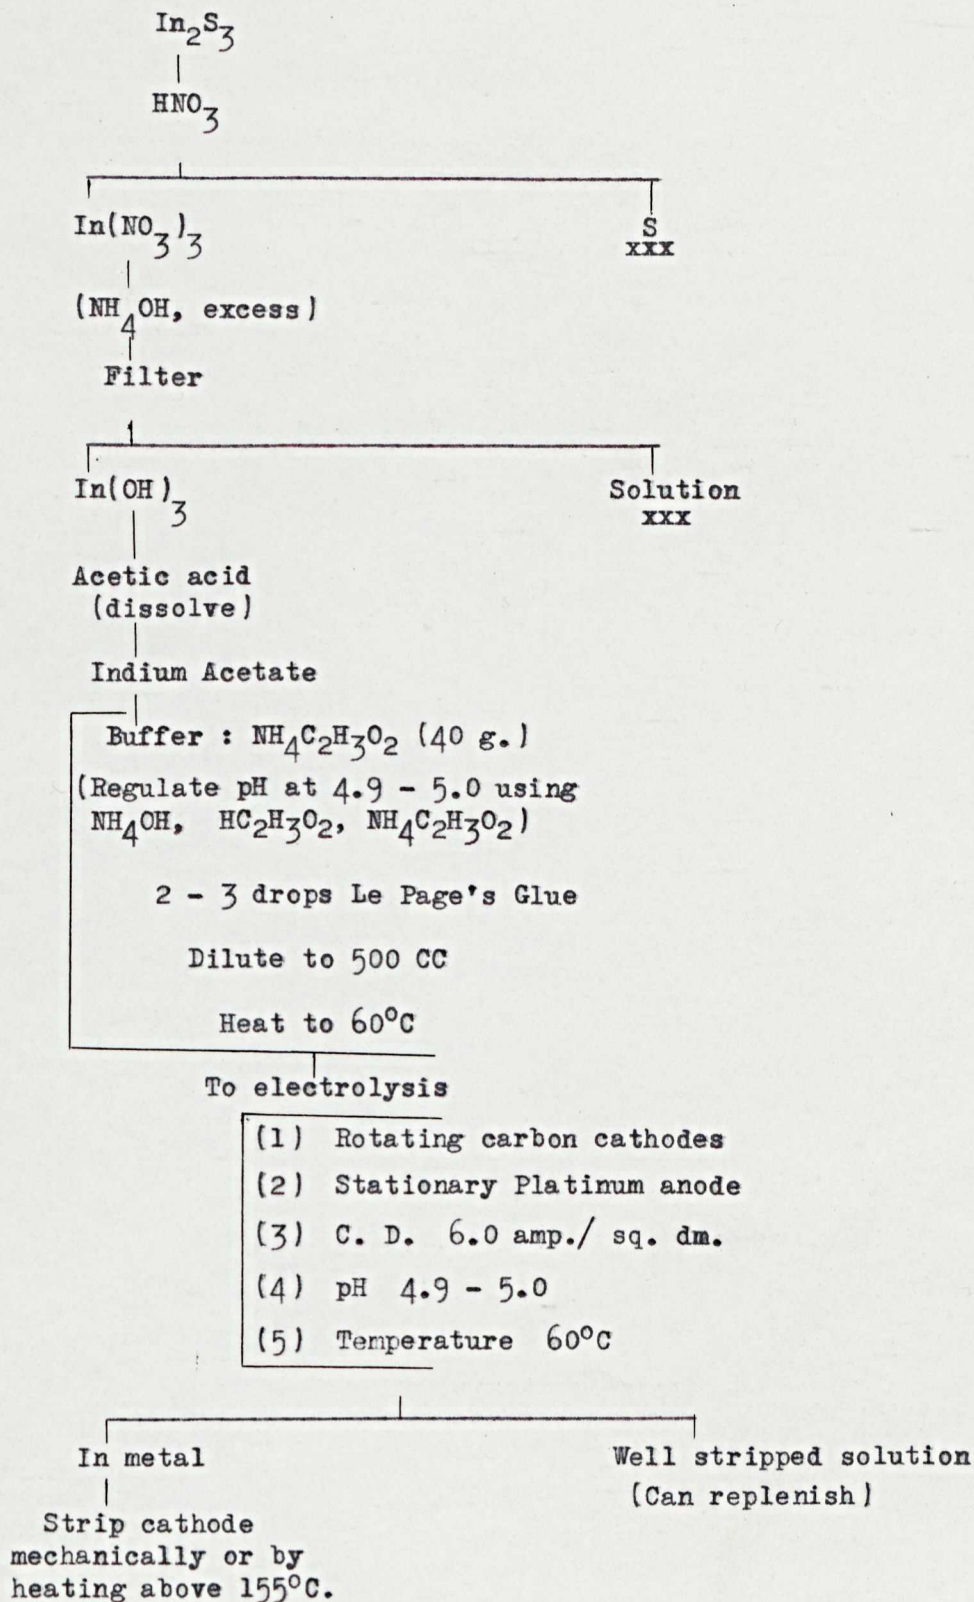 In₂S₃
HNO₃
In(NO₃)₃
S
xxx
(NH₄OH, excess)
Filter
In(OH)₃
Solution
xxx
Acetic acid
(dissolve)
Indium Acetate
Buffer : NH₄C₂H₃O₂ (40 g.)
(Regulate pH at 4.9 - 5.0 using
NH₄OH, HC₂H₃O₂, NH₄C₂H₃O₂)
2 - 3 drops Le Page's Glue
Dilute to 500 CC
Heat to 60°C
To electrolysis
(1) Rotating carbon cathodes
(2) Stationary Platinum anode
(3) C. D. 6.0 amp./ sq. dm.
(4) pH 4.9 - 5.0
(5) Temperature 60°C
In metal
Well stripped solution
(Can replenish)
Strip cathode
mechanically or by
heating above 155°C.